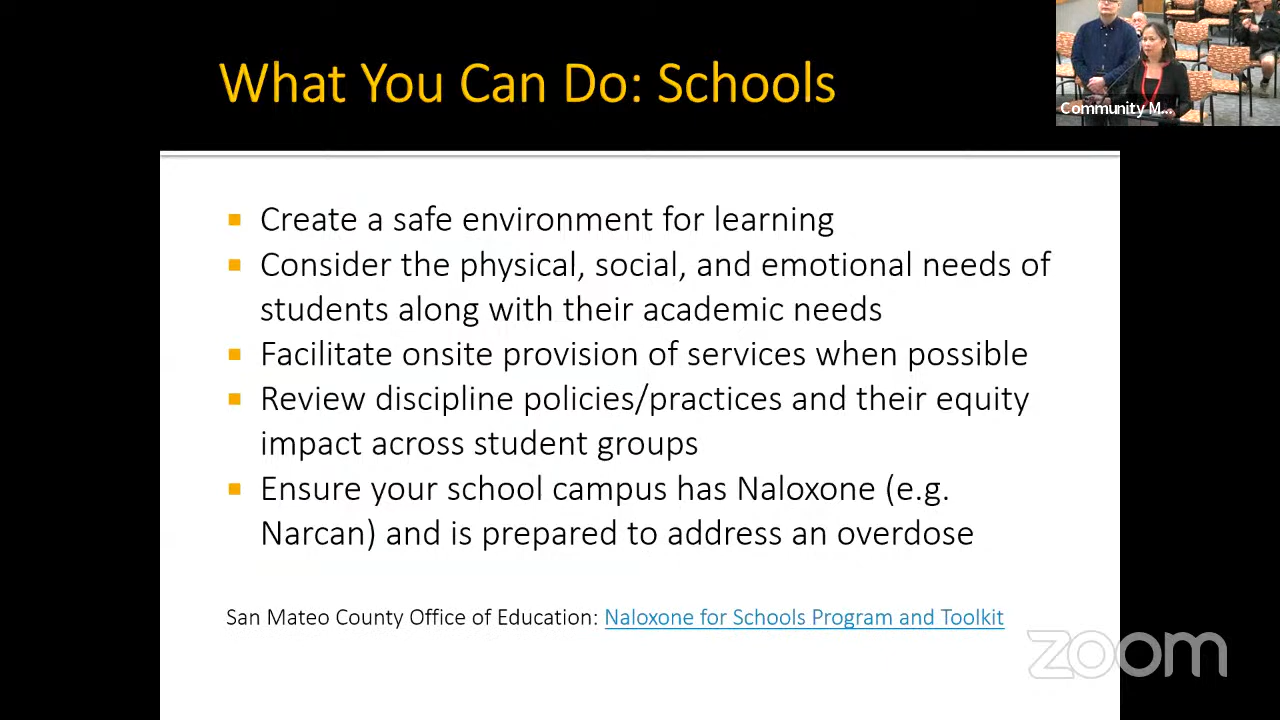 What You Can Do: Schools
Community M...
Create a safe environment for learning
Consider the physical, social, and emotional needs of
students along with their academic needs
Facilitate onsite provision of services when possible
Review discipline policies/practices and their equity
impact across student groups
Ensure your school campus has Naloxone (e.g.
Narcan) and is prepared to address an overdose
San Mateo County Office of Education: Naloxone for Schools Program and Toolkit
zoom